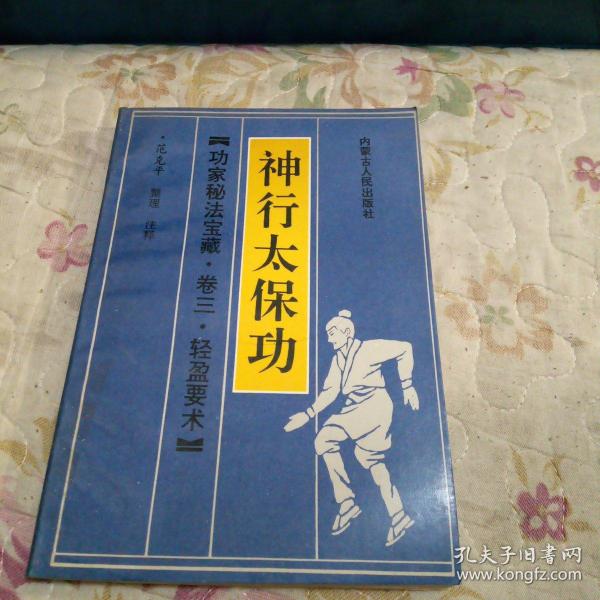 内蒙古人民出版社
神行太保功
【功家秘法宝藏·卷三·轻盈要术】
·范克平 整理 注释
孔夫子旧书网
www.kongfz.com